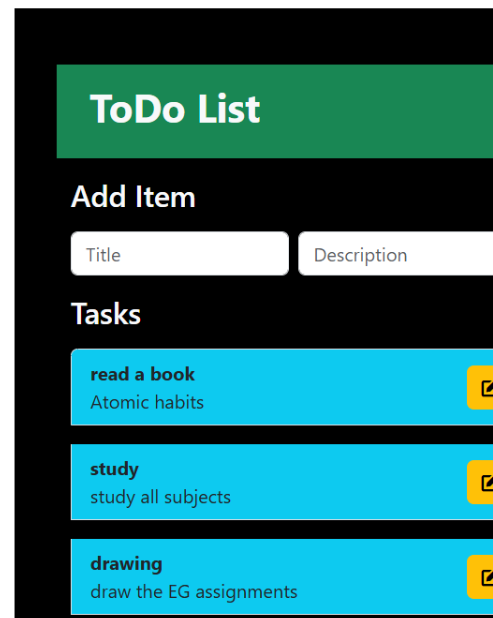 ToDo List
Add Item
Title Description
Tasks
read a book
Atomic habits
study
study all subjects
drawing
draw the EG assignments